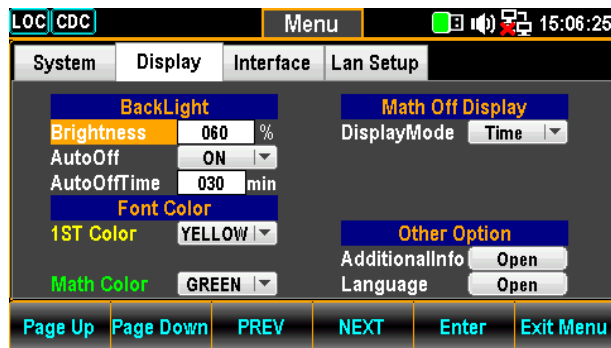 LOC CDC Menu 15:06:25
System Display Interface Lan Setup
BackLight
Brightness 060 %
AutoOff ON
AutoOffTime 030 min
Font Color
1ST Color YELLOW
Math Color GREEN
Math Off Display
DisplayMode Time
Other Option
AdditionalInfo Open
Language Open
Page Up Page Down PREV NEXT Enter Exit Menu